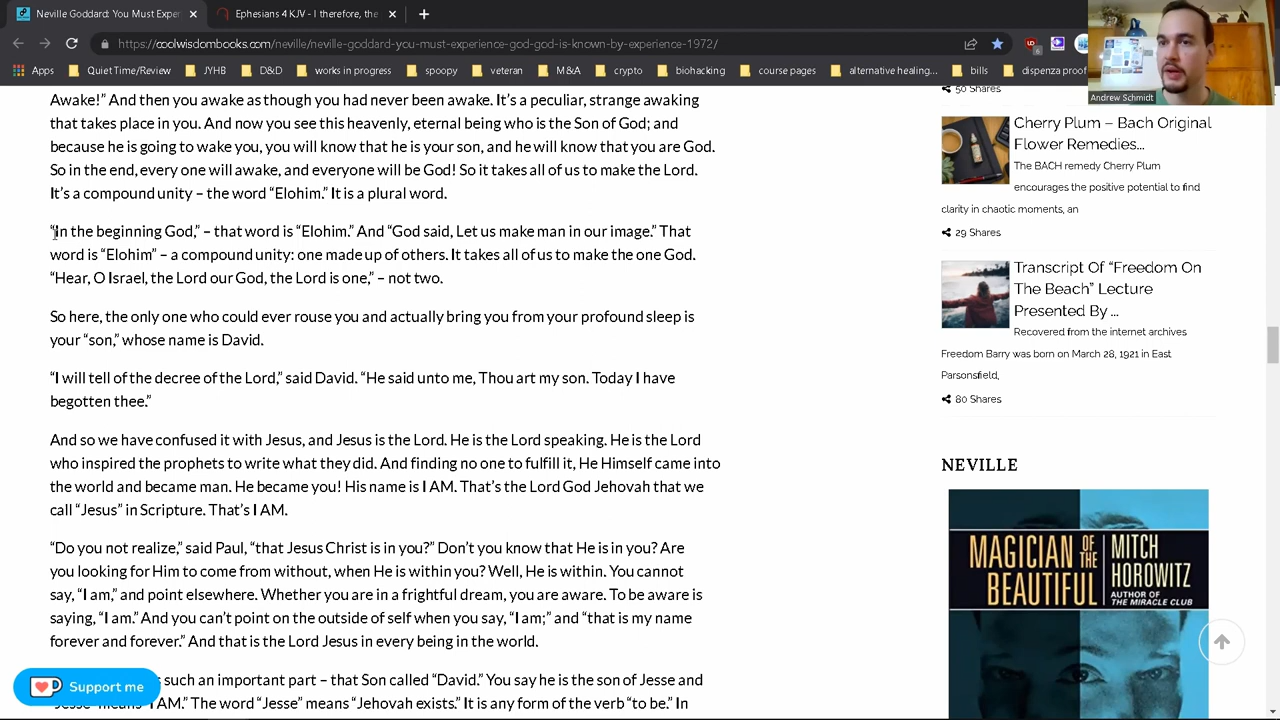 Neville Goddard: You Must Exper
Ephesians 4 KJV - I therefore, the
https://coolwisdombooks.com/neville/neville-goddard-you-must-experience-god-god-is-known-by-experience-1972/
Apps
Quiet Time/Review
JYHB
D&D
works in progress
therapy
veteran
crypto
biohacking
course pages
bills
dispenza proof
Andrew Schmidt
Awake!” And then you awake as though you had never been awake. It’s a peculiar strange awaking
that takes place in you. And now you see this heavenly, eternal being who is the Son of God; and
because he is going to wake you, you will know that he is your son, and he will know that you are God.
So in the end, every one will awake, and everyone will be God! So it takes all of us to make the Lord.
It’s a compound unity – the word “Elohim.” It is a plural word.
“In the beginning God,” – that word is “Elohim.” And “God said, Let us make man in our image.” That
word is “Elohim” – a compound unity: one made up of others. It takes all of us to make the one God.
“Hear, O Israel, the Lord our God, the Lord is one,” – not two.
So here, the only one who could ever rouse you and actually bring you from your profound sleep is
your “son,” whose name is David.
“I will tell of the decree of the Lord,” said David. “He said unto me, Thou art my son. Today I have
begotten thee.”
And so we have confused it with Jesus, and Jesus is the Lord. He is the Lord speaking. He is the Lord
who inspired the prophets to write what they did. And finding no one to fulfill it, He Himself came into
the world and became man. He became you! His name is I AM. That’s the Lord God Jehovah that we
call “Jesus” in Scripture. That’s I AM.
“Do you not realize,” said Paul, “that Jesus Christ is in you?” Don’t you know that He is in you? Are
you looking for Him to come from without, when He is within you? Well, He is within. You cannot
say, “I am,” and point elsewhere. Whether you are in a frightful dream, you are aware. To be aware is
saying, “I am.” And you can’t point on the outside of self when you say, “I am;” and “that is my name
forever and forever.” And that is the Lord Jesus in every being in the world.
such an important part – that Son called “David.” You say he is the son of Jesse and
“Jesse” means “I AM.” The word “Jesse” means “Jehovah exists.” It is any form of the verb “to be.” In
Support me
50 Shares
Cherry Plum – Bach Original
Flower Remedies...
The BACH remedy Cherry Plum
encourages the positive potential to find
clarity in chaotic moments, an
29 Shares
Transcript Of “Freedom On
The Beach” Lecture
Presented By ...
Recovered from the internet archives
Freedom Barry was born on March 28, 1921 in East
Parsonsfield,
80 Shares
NEVILLE
MAGICIAN OF THE BEAUTIFUL
MITCH HOROWITZ
AUTHOR OF
THE MIRACLE CLUB